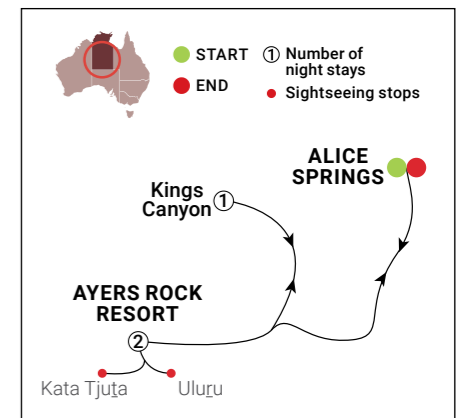 START
END
① Number of
night stays
Sightseeing stops
ALICE
SPRINGS
Kings
Canyon ①
AYERS ROCK
RESORT
②
Kata Tjuṯa
Uluṟu